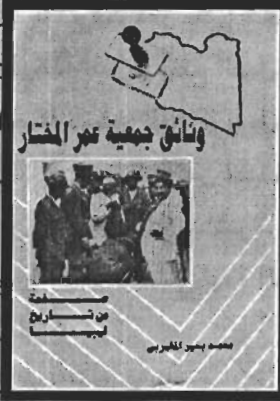 وثائق جمعية عمر المختار
صفحة
من تاريخ
ليبيا
محمد بشير المغيربي